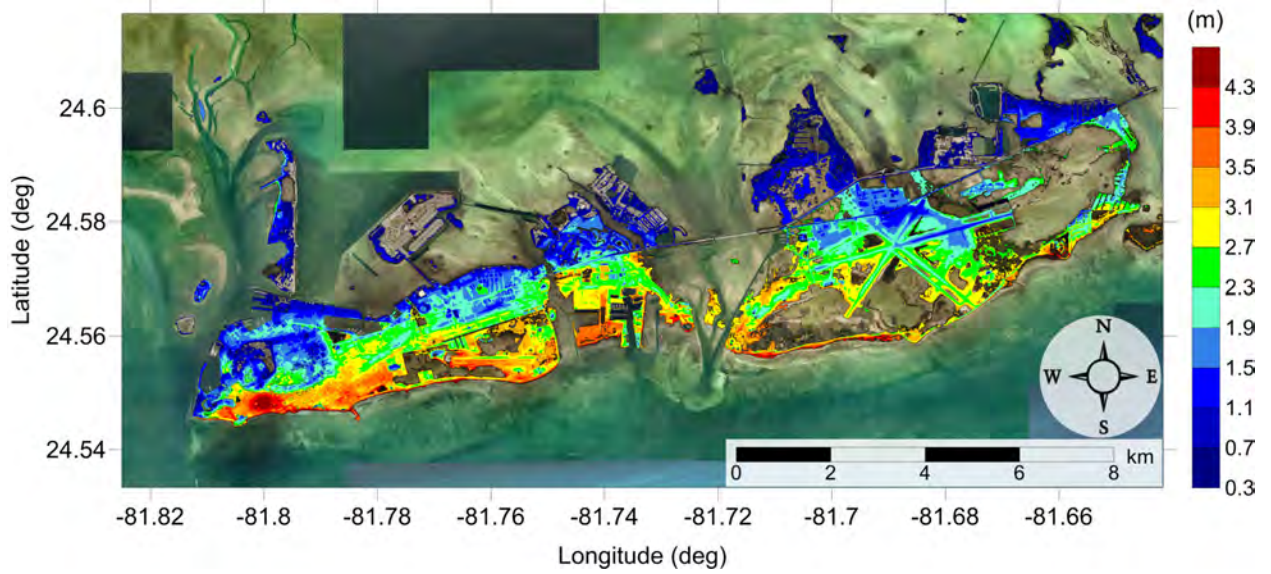 (m)
4.3
3.9
3.5
3.1
2.7
2.3
1.9
1.5
1.1
0.7
0.3
24.6
24.58
24.56
24.54
Latitude (deg)
N
W E
S
0 2 4 6 8 km
-81.82 -81.8 -81.78 -81.76 -81.74 -81.72 -81.7 -81.68 -81.66
Longitude (deg)